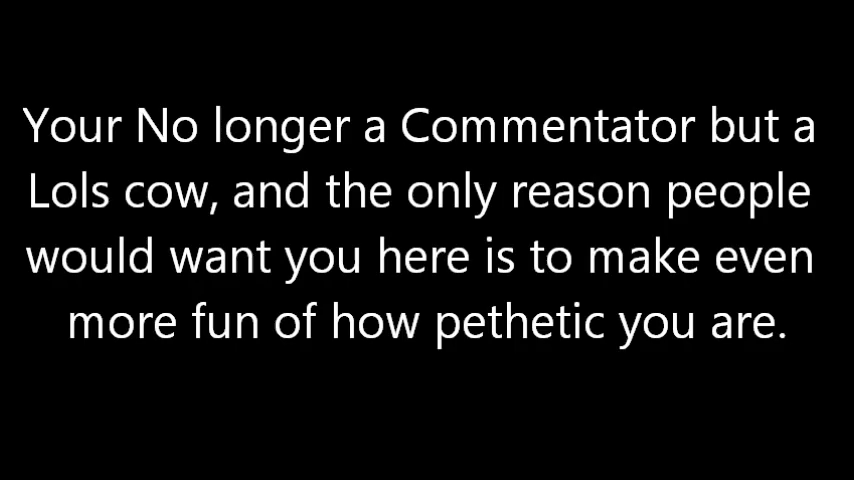 Your No longer a Commentator but a
Lols cow, and the only reason people
would want you here is to make even
more fun of how pethetic you are.